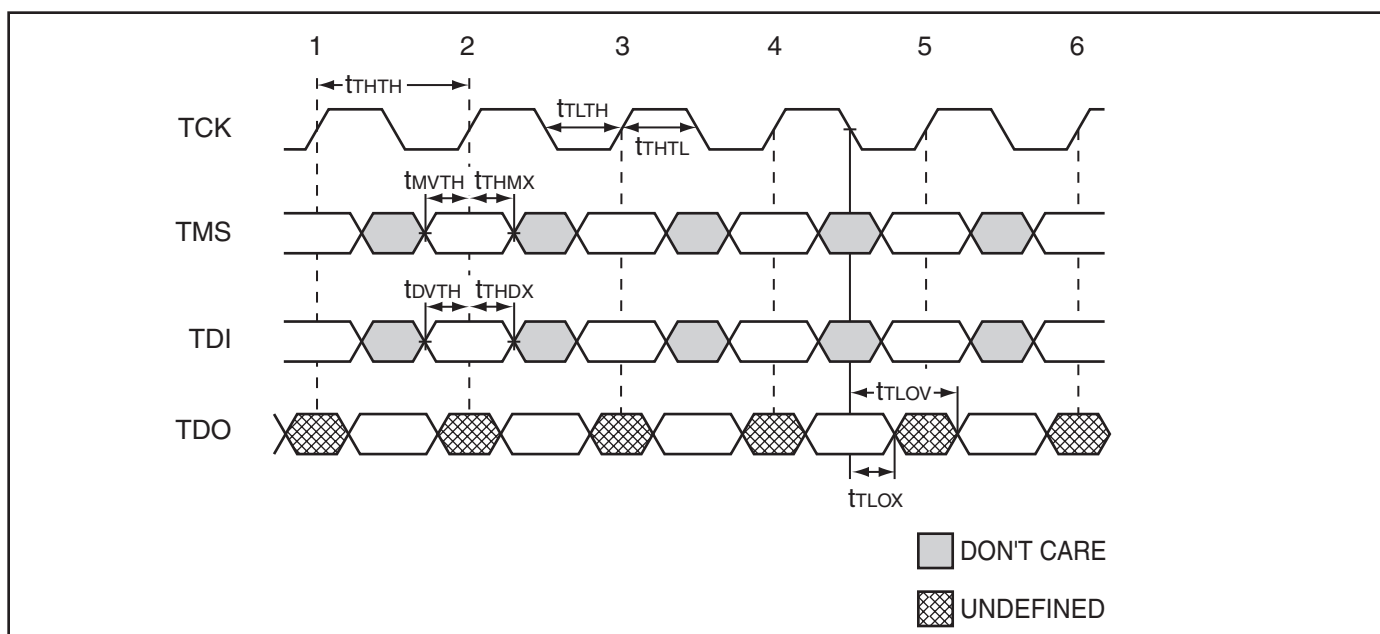 1 2 3 4 5 6
tTHTH
tTLTH
TCK
tTHTL
tMVTH tTHMX
TMS
tDVTH tTHDX
TDI
tTLOV
TDO
tTLOX
DON'T CARE
UNDEFINED